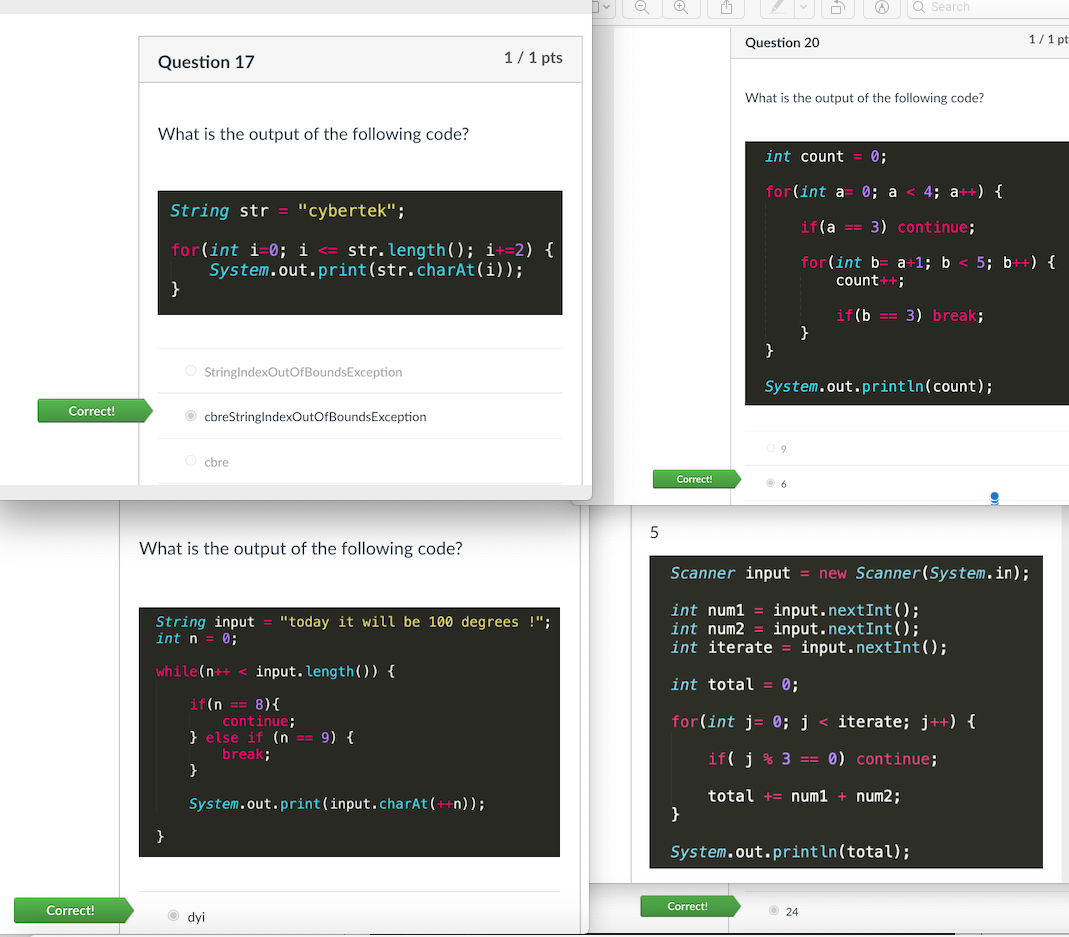 Search
Question 17
1 / 1 pts
What is the output of the following code?
String str = "cybertek";
for(int i=0; i <= str.length(); i+=2) {
System.out.print(str.charAt(i));
}
StringIndexOutOfBoundsException
Correct!
cbreStringIndexOutOfBoundsException
cbre
Question 20
1 / 1 pt
What is the output of the following code?
int count = 0;
for(int a= 0; a < 4; a++) {
if(a == 3) continue;
for(int b= a+1; b < 5; b++) {
count++;
if(b == 3) break;
}
}
System.out.println(count);
9
Correct!
6
What is the output of the following code?
String input = "today it will be 100 degrees !";
int n = 0;
while(n++ < input.length()) {
if(n == 8){
continue;
} else if (n == 9) {
break;
}
System.out.print(input.charAt(++n));
}
Correct!
dyi
5
Scanner input = new Scanner(System.in);
int num1 = input.nextInt();
int num2 = input.nextInt();
int iterate = input.nextInt();
int total = 0;
for(int j= 0; j < iterate; j++) {
if( j % 3 == 0) continue;
total += num1 + num2;
}
System.out.println(total);
Correct!
24